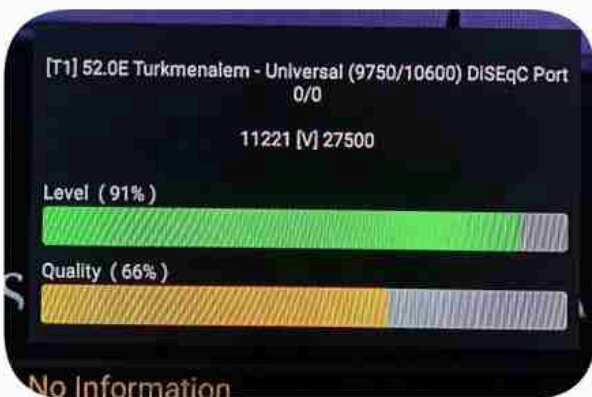 [T1] 52.0E Turkmenalem - Universal (9750/10600) DiSEqC Port
0/0
11221 [V] 27500
Level (91%)
Quality (66%)
No Information